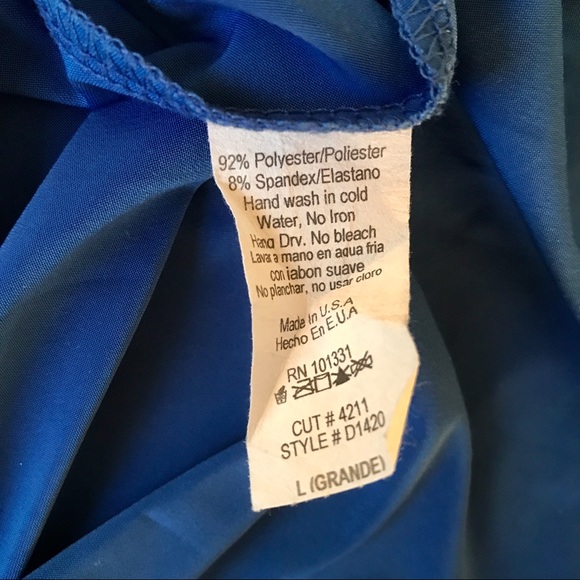 92% Polyester/Poliester
8% Spandex/Elastano
Hand wash in cold
Water, No Iron
Hang Dry. No bleach
Lavar a mano en agua fria
con jabon suave
No planchar, no usar cloro
Made in U.S.A
Hecho En E.U.A
RN 101331
CUT # 4211
STYLE # D1420
L (GRANDE)